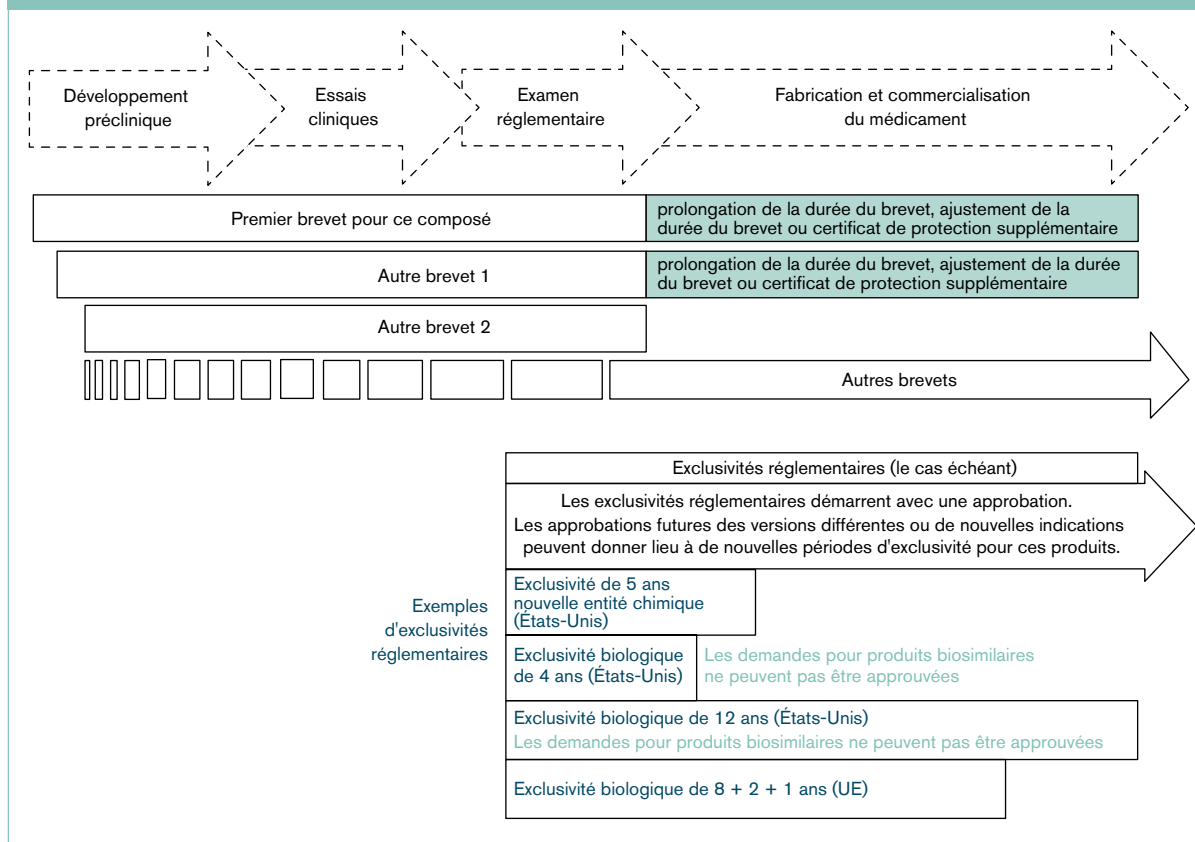 Développement
préclinique
Essais
cliniques
Examen
réglementaire
Fabrication et commercialisation
du médicament
Premier brevet pour ce composé
prolongation de la durée du brevet, ajustement de la
durée du brevet ou certificat de protection supplémentaire
Autre brevet 1
prolongation de la durée du brevet, ajustement de la durée
du brevet ou certificat de protection supplémentaire
Autre brevet 2
Autres brevets
Exclusivités réglementaires (le cas échéant)
Les exclusivités réglementaires démarrent avec une approbation.
Les approbations futures des versions différentes ou de nouvelles indications
peuvent donner lieu à de nouvelles périodes d'exclusivité pour ces produits.
Exemples
d'exclusivités
réglementaires
Exclusivité de 5 ans
nouvelle entité chimique
(États-Unis)
Exclusivité biologique
de 4 ans (États-Unis)
Les demandes pour produits biosimilaires
ne peuvent pas être approuvées
Exclusivité biologique de 12 ans (États-Unis)
Les demandes pour produits biosimilaires ne peuvent pas être approuvées
Exclusivité biologique de 8 + 2 + 1 ans (UE)